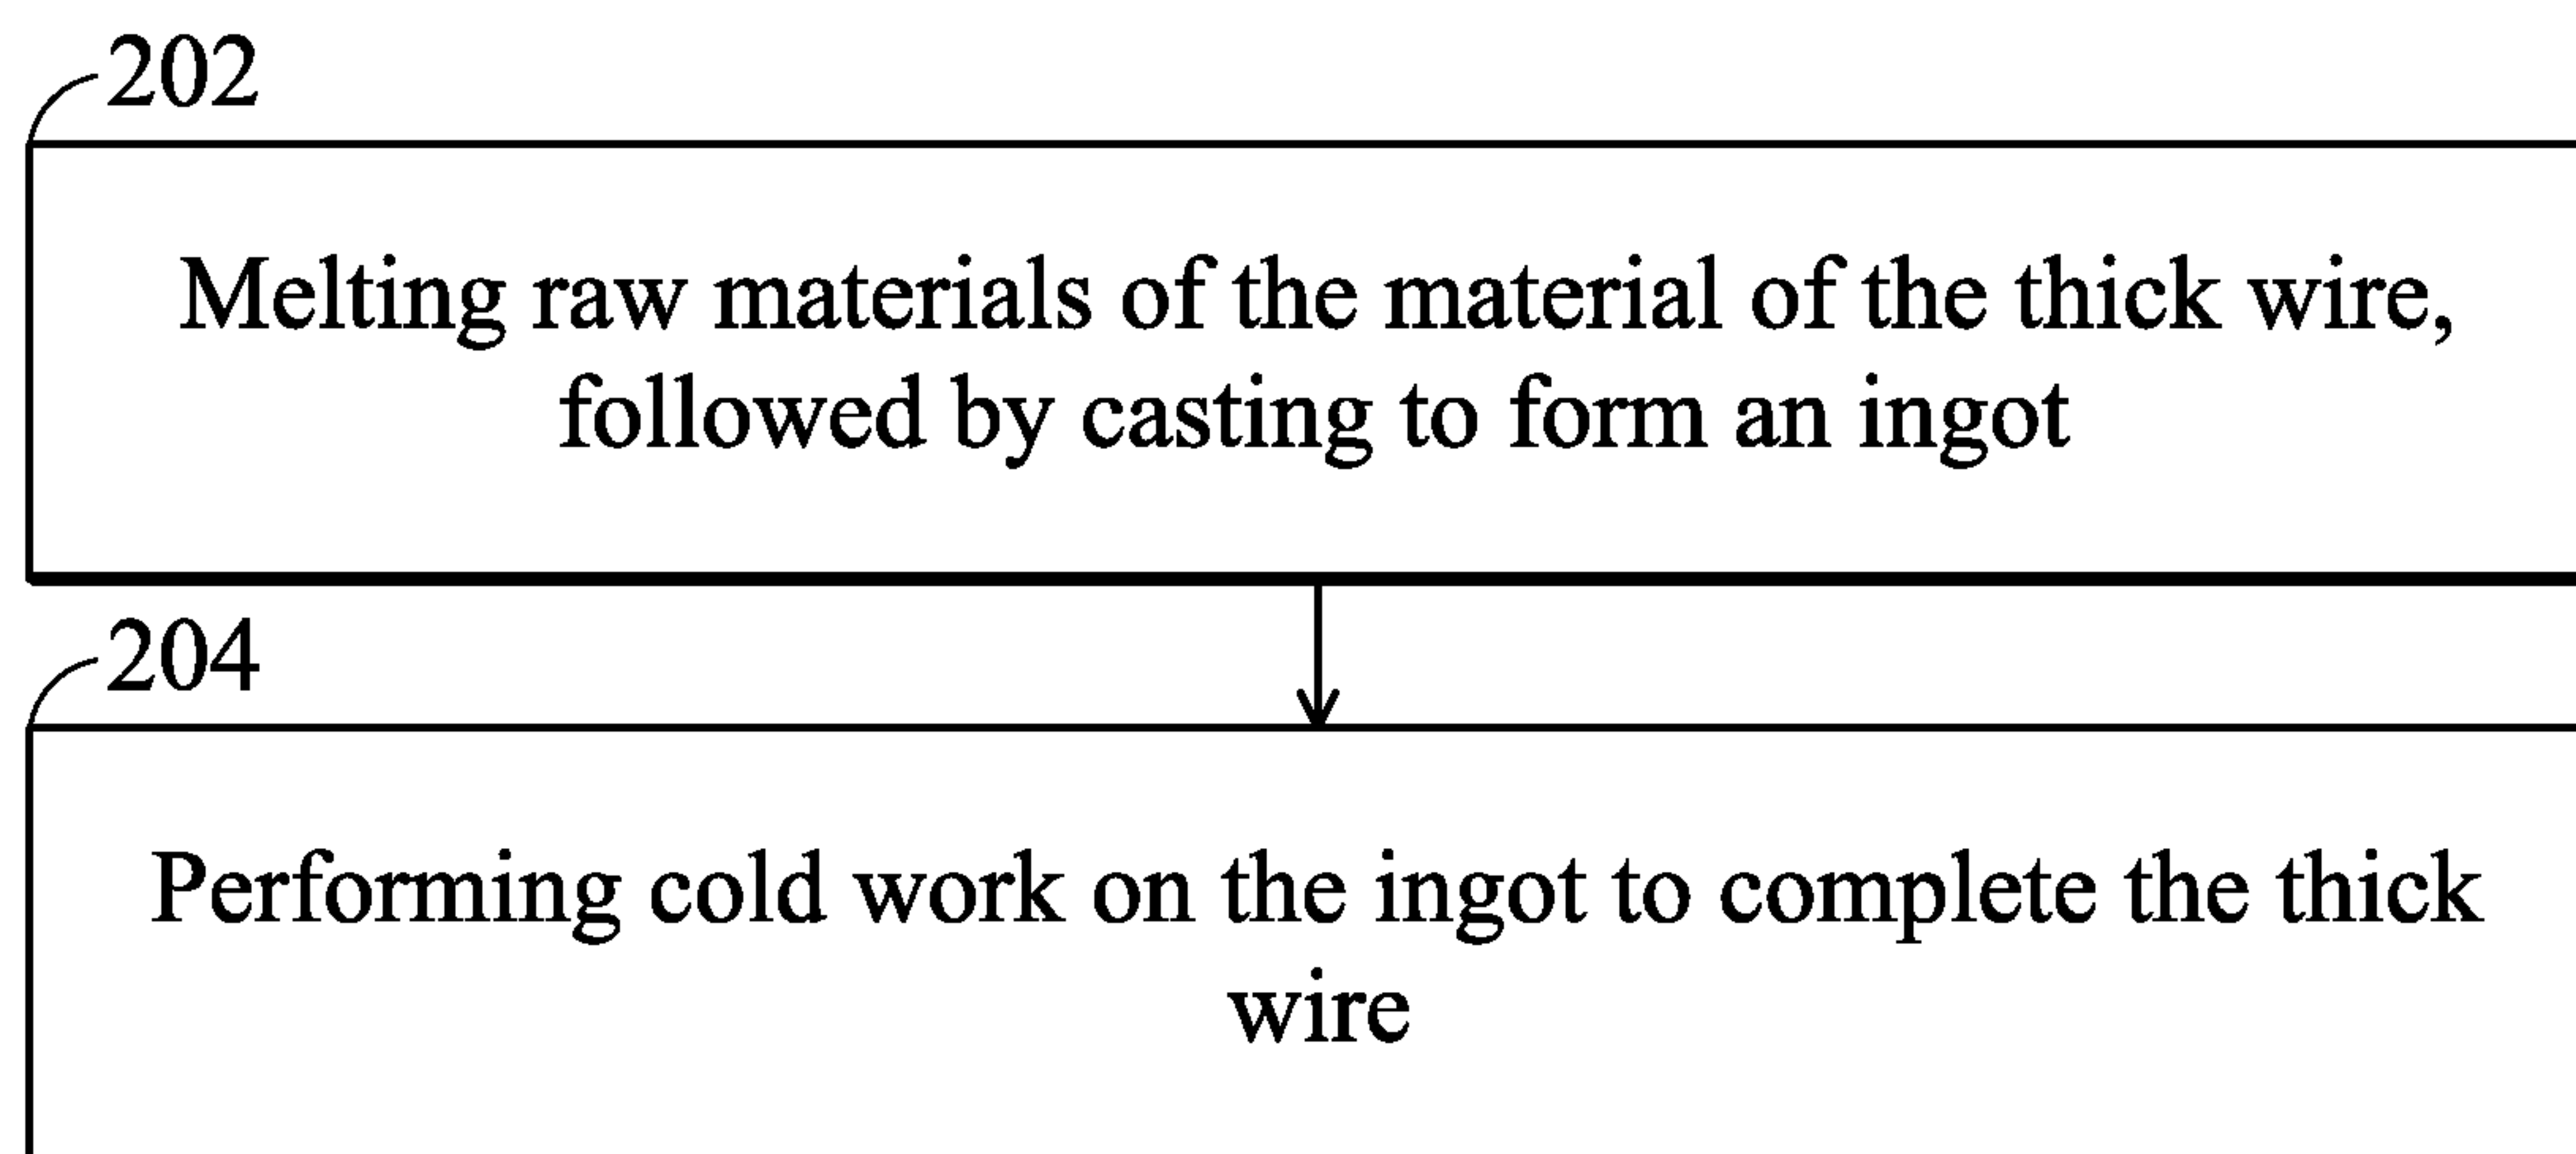 202
Melting raw materials of the material of the thick wire,
followed by casting to form an ingot
204
Performing cold work on the ingot to complete the thick
wire